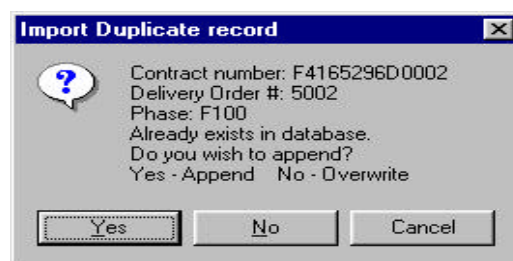 Import Duplicate record
Contract number: F4165296D0002
Delivery Order #: 5002
Phase: F100
Already exists in database.
Do you wish to append?
Yes - Append No - Overwrite
Yes No Cancel